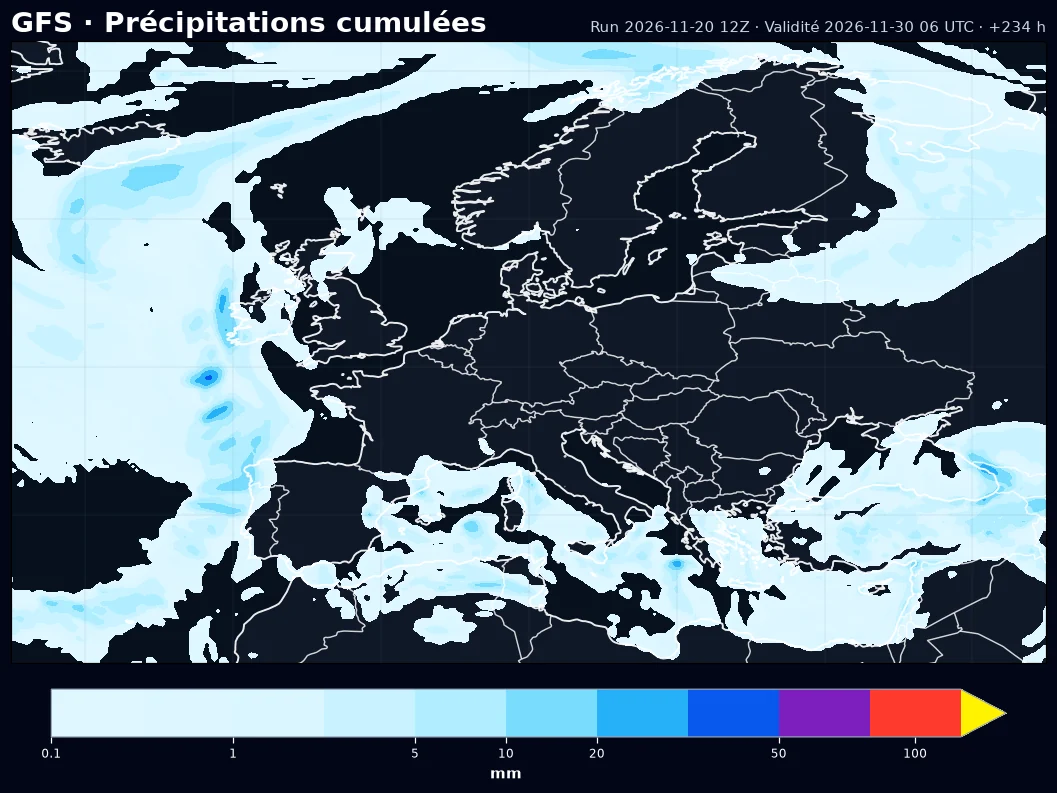 GFS · Précipitations cumulées
Run 2026-11-20 12Z · Validité 2026-11-30 06 UTC · +234 h
0.1 1 5 10 20 50 100
mm